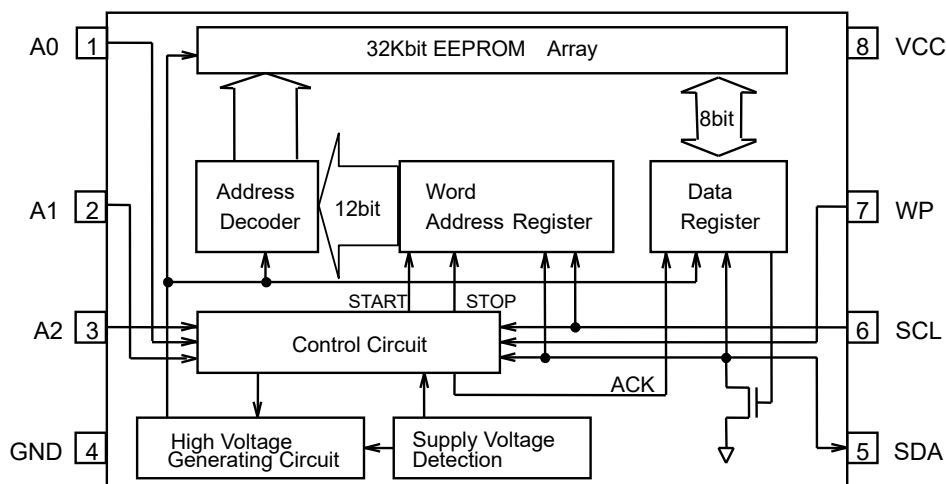 A0
1
32Kbit EEPROM Array
8
VCC
8bit
A1
2
Address
Decoder
12bit
Word
Address Register
Data
Register
7
WP
START
STOP
A2
3
Control Circuit
6
SCL
ACK
GND
4
High Voltage
Generating Circuit
Supply Voltage
Detection
5
SDA